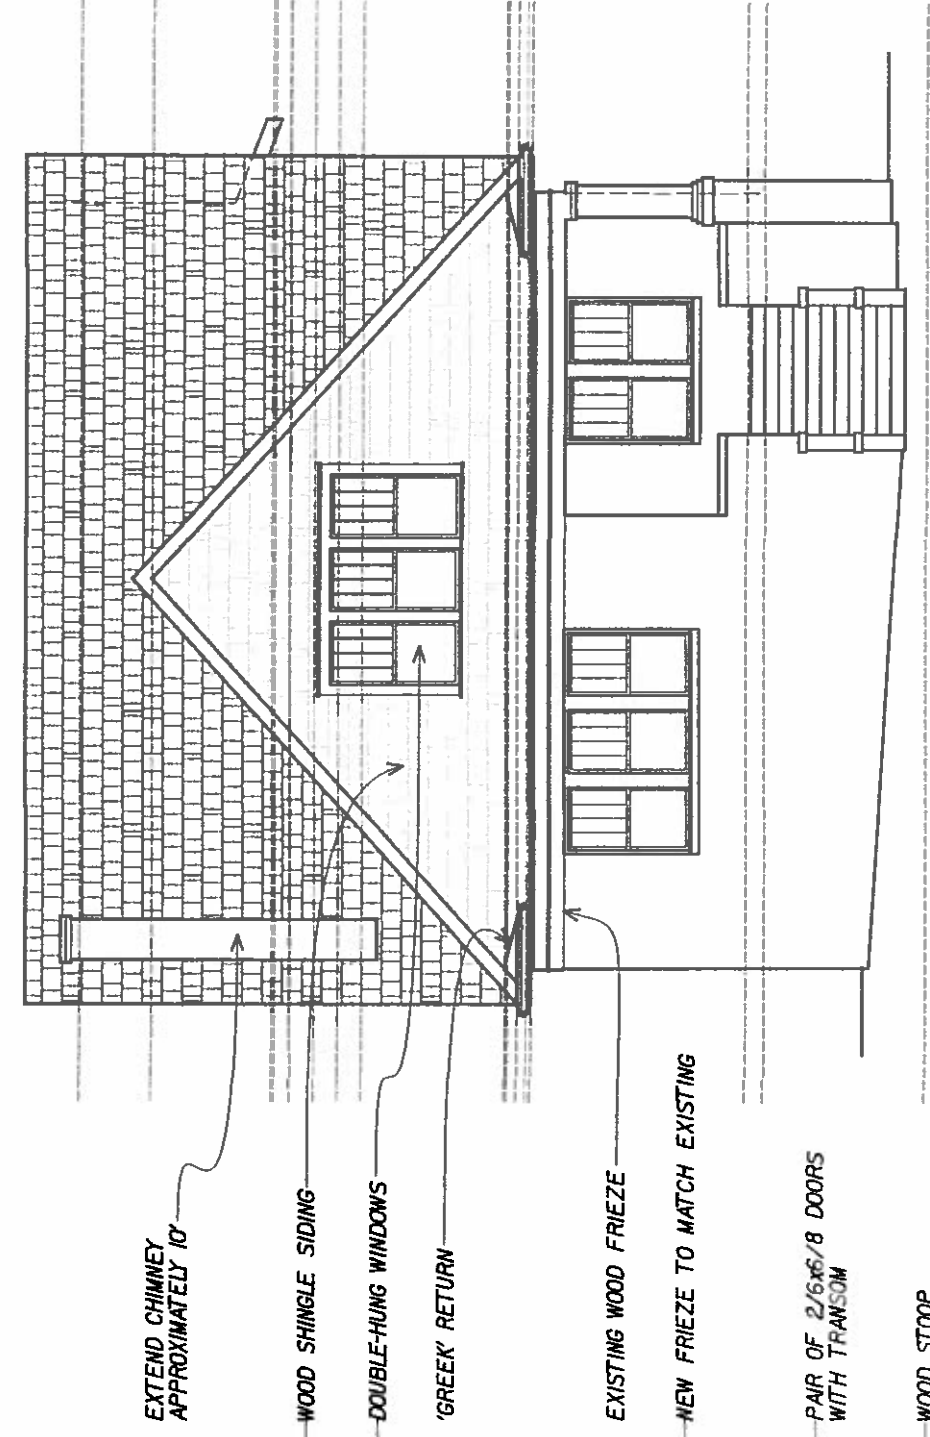 EXTEND CHIMNEY
APPROXIMATELY 10'
WOOD SHINGLE SIDING
DOUBLE-HUNG WINDOWS
'GREEK' RETURN
EXISTING WOOD FRIEZE
NEW FRIEZE TO MATCH EXISTING
PAIR OF 2/6x6/8 DOORS
WITH TRANSOM
WOOD STOOP